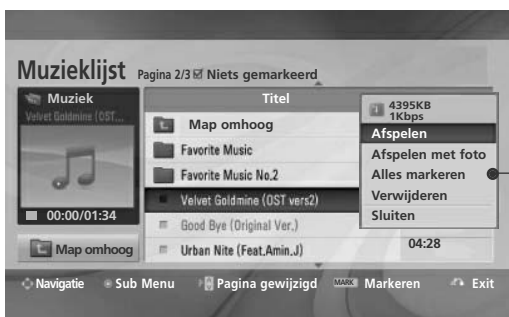 Muzieklijst Pagina 2/3 Niets gemarkeerd
Muziek
Velvet Goldmine (OST...
00:00/01:34
Map omhoog
Titel
Map omhoog
Favorite Music
Favorite Music No.2
Velvet Goldmine (OST vers2)
Good Bye (Original Ver.)
Urban Nite (Feat.Amin.J)
04:28
4395KB
1Kbps
Afspelen
Afspelen met foto
Alles markeren
Verwijderen
Sluiten
Navigatie Sub Menu Pagina gewijzigd MARK Markeren Exit